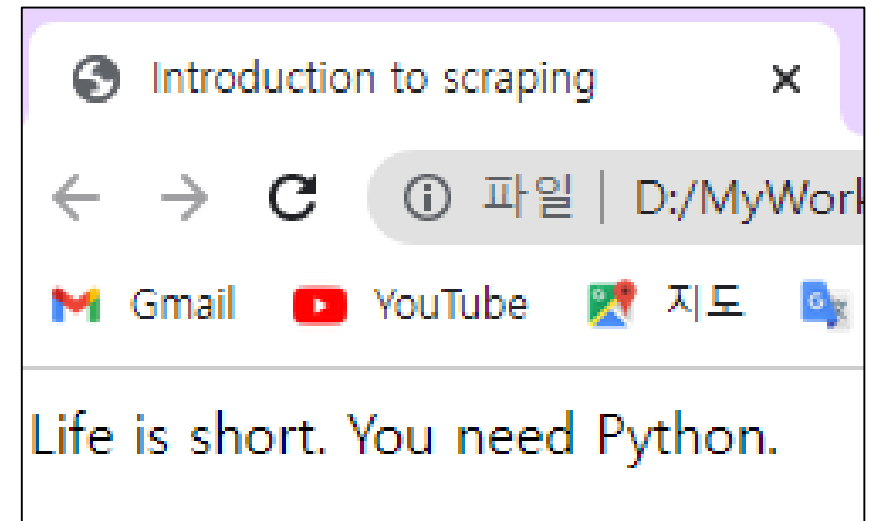 Introduction to scraping
파일 | D:/MyWork
Gmail YouTube 지도
Life is short. You need Python.